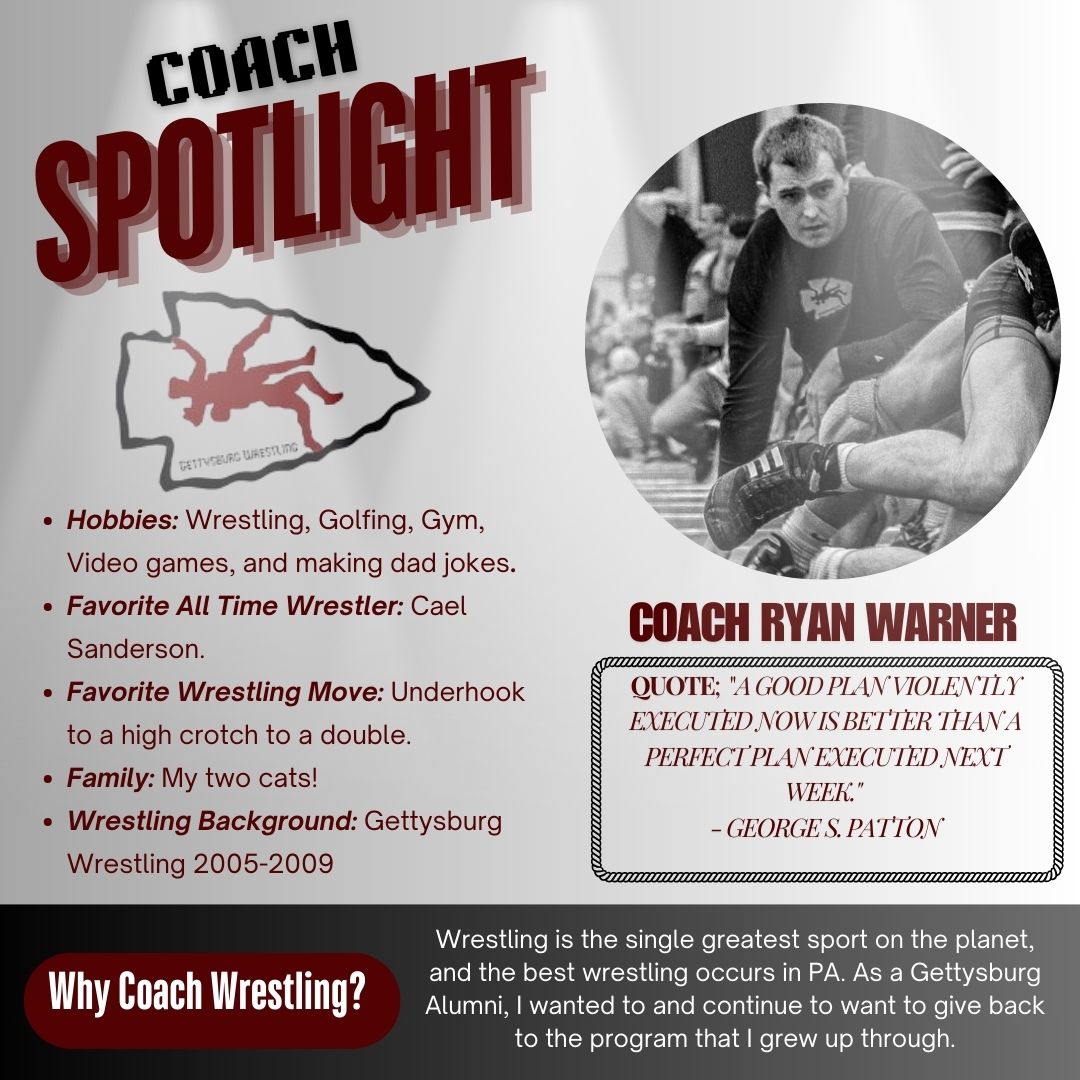 COACH
SPOTLIGHT
GETTYSBURG WRESTLING
• Hobbies: Wrestling, Golfing, Gym,
Video games, and making dad jokes.
• Favorite All Time Wrestler: Cael
Sanderson.
• Favorite Wrestling Move: Underhook
to a high crotch to a double.
• Family: My two cats!
• Wrestling Background: Gettysburg
Wrestling 2005-2009
COACH RYAN WARNER
QUOTE; "A GOOD PLAN VIOLENTLY
EXECUTED NOW IS BETTER THAN A
PERFECT PLAN EXECUTED NEXT
WEEK."
- GEORGE S. PATTON
Why Coach Wrestling?
Wrestling is the single greatest sport on the planet,
and the best wrestling occurs in PA. As a Gettysburg
Alumni, I wanted to and continue to want to give back
to the program that I grew up through.